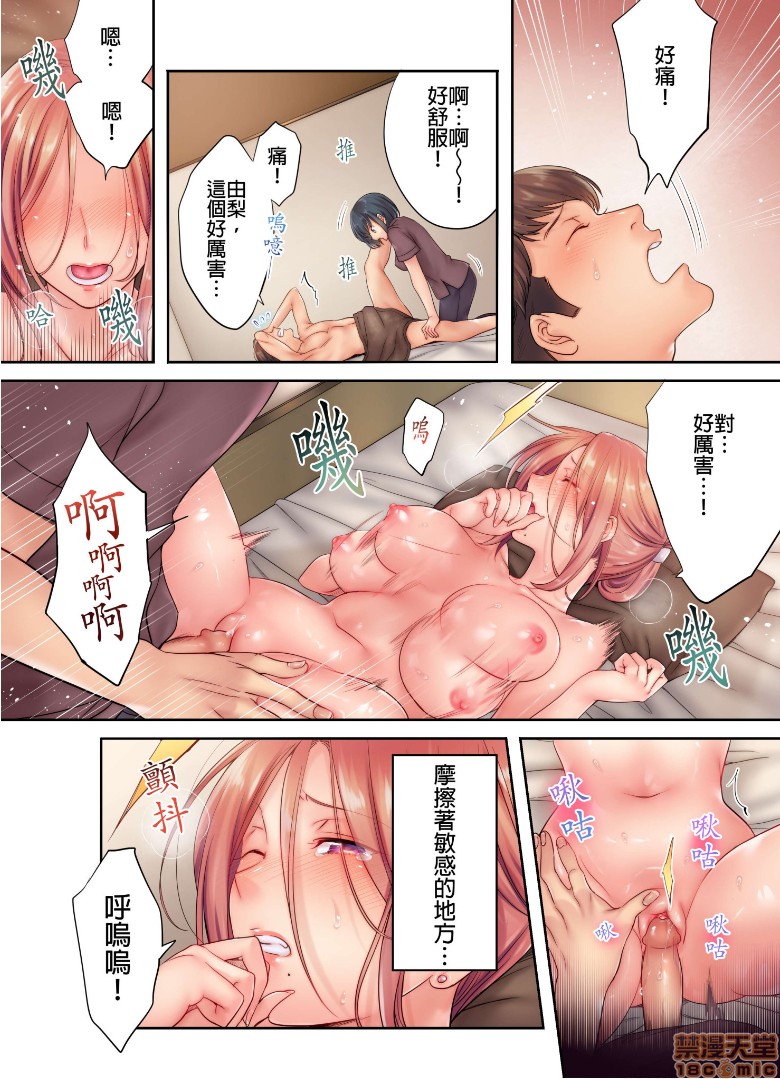 好痛！
啊…啊～～！
好舒服！
推
推
痛！
嗚噫
由梨，
這個好厲害…
嗯…
嗯！
嘰
嘰
哈
對…
好厲害…！
嗚
嘰
嘰
啊
啊
啊
啊
啾咕
啾咕
啾咕
啾
摩擦著敏感的地方…
顫抖
呼嗚嗚！
禁漫天堂
18comic